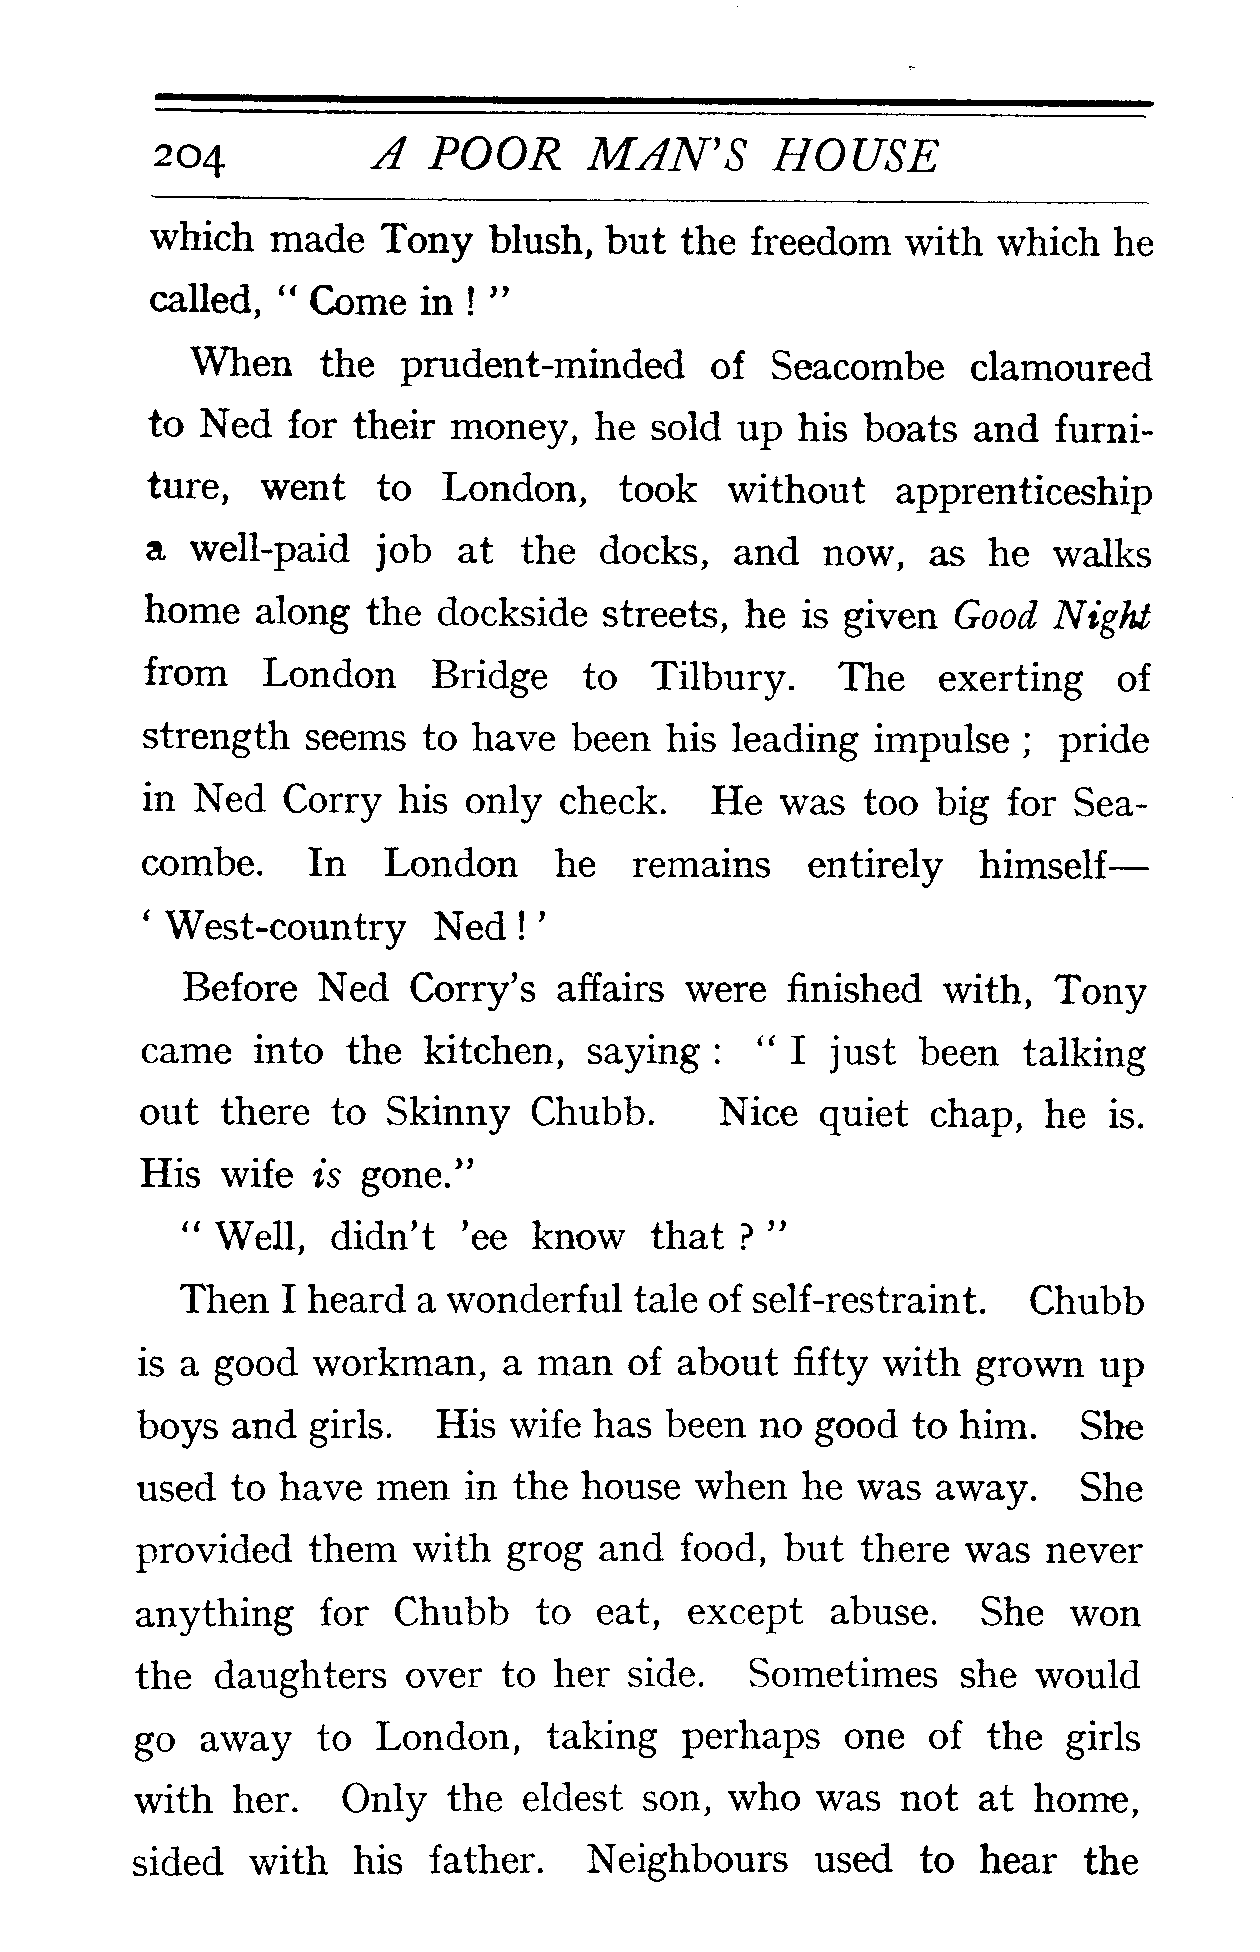 204 A POOR MAN'S HOUSE
which made Tony blush, but the freedom with which he
called, “ Come in ! ”
When the prudent-minded of Seacombe clamoured
to Ned for their money, he sold up his boats and furni-
ture, went to London, took without apprenticeship
a well-paid job at the docks, and now, as he walks
home along the dockside streets, he is given Good Night
from London Bridge to Tilbury. The exerting of
strength seems to have been his leading impulse ; pride
in Ned Corry his only check. He was too big for Sea-
combe. In London he remains entirely himself—
‘ West-country Ned ! ’
Before Ned Corry's affairs were finished with, Tony
came into the kitchen, saying : “ I just been talking
out there to Skinny Chubb. Nice quiet chap, he is.
His wife is gone.”
“ Well, didn't 'ee know that ? ”
Then I heard a wonderful tale of self-restraint. Chubb
is a good workman, a man of about fifty with grown up
boys and girls. His wife has been no good to him. She
used to have men in the house when he was away. She
provided them with grog and food, but there was never
anything for Chubb to eat, except abuse. She won
the daughters over to her side. Sometimes she would
go away to London, taking perhaps one of the girls
with her. Only the eldest son, who was not at home,
sided with his father. Neighbours used to hear the